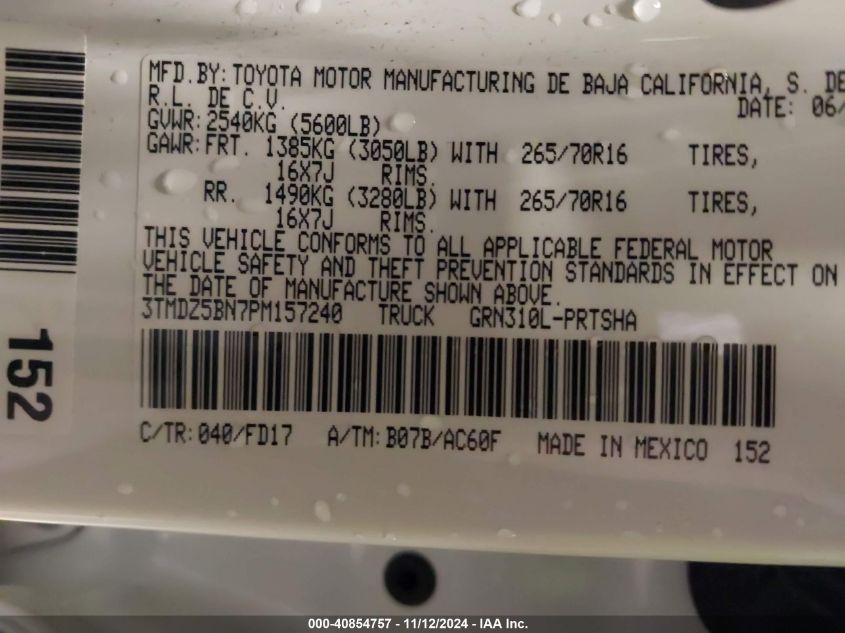 MFD.BY: TOYOTA MOTOR MANUFACTURING DE BAJA CALIFORNIA, S. DE
R.L. DE C.V. DATE: 06/
GVWR: 2540KG (5600LB)
GAWR: FRT. 1385KG (3050LB) WITH 265/70R16 TIRES,
16X7J RIMS.
RR. 1490KG (3280LB) WITH 265/70R16 TIRES,
16X7J RIMS.
THIS VEHICLE CONFORMS TO ALL APPLICABLE FEDERAL MOTOR
VEHICLE SAFETY AND THEFT PREVENTION STANDARDS IN EFFECT ON
THE DATE OF MANUFACTURE SHOWN ABOVE.
3TMDZ5BN7PM157240 TRUCK GRN310L-PRTSHA
C/TR: 040/FD17 A/TM: B07B/AC60F MADE IN MEXICO 152
152
000-40854757 - 11/12/2024 - IAA Inc.